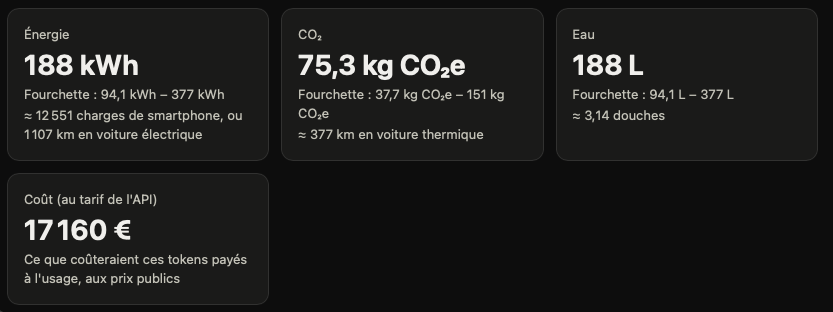 Énergie
188 kWh
Fourchette : 94,1 kWh – 377 kWh
≈ 12 551 charges de smartphone, ou
1 107 km en voiture électrique
CO₂
75,3 kg CO₂e
Fourchette : 37,7 kg CO₂e – 151 kg
CO₂e
≈ 377 km en voiture thermique
Eau
188 L
Fourchette : 94,1 L – 377 L
≈ 3,14 douches
Coût (au tarif de l'API)
17 160 €
Ce que coûteraient ces tokens payés
à l'usage, aux prix publics